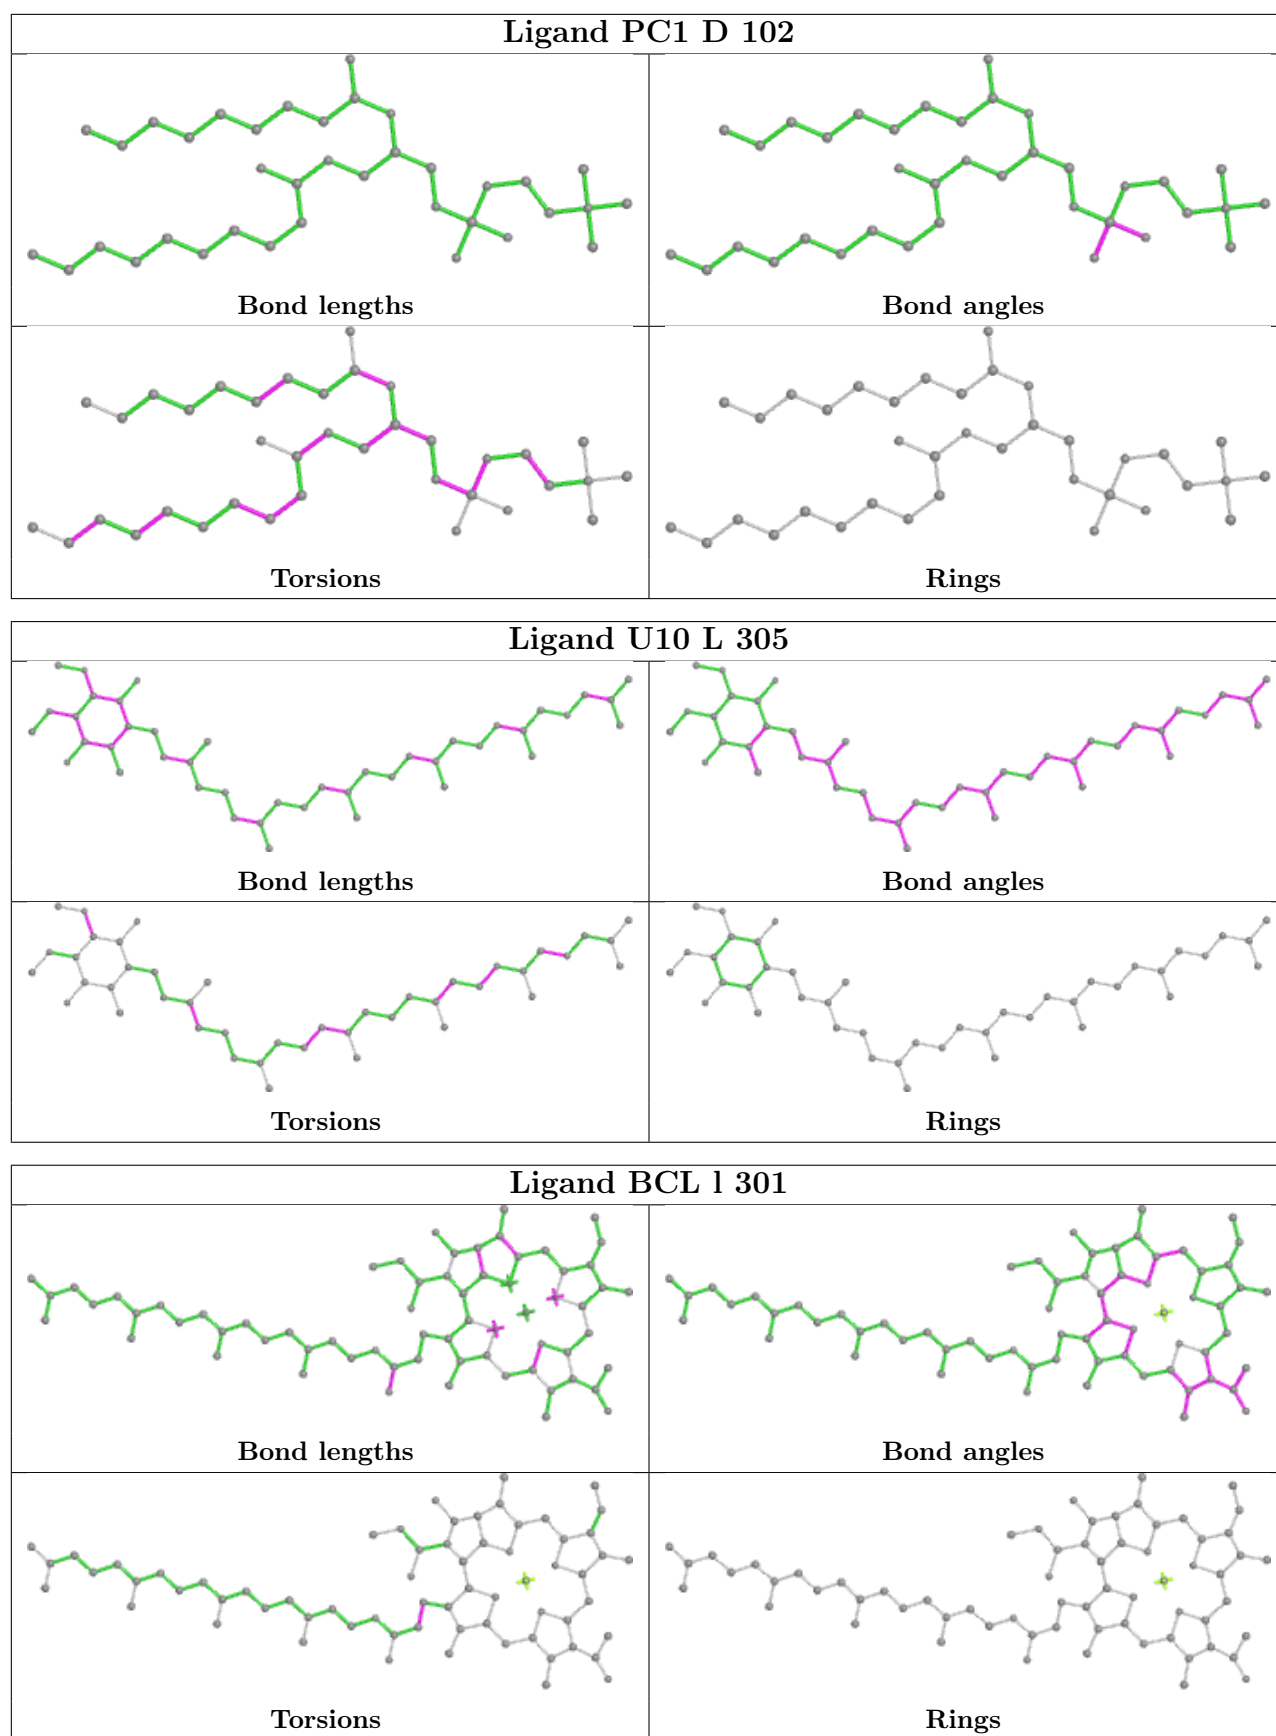 Ligand PC1 D 102
Bond lengths
Bond angles
Torsions
Rings
Ligand U10 L 305
Bond lengths
Bond angles
Torsions
Rings
Ligand BCL l 301
Bond lengths
Bond angles
Torsions
Rings